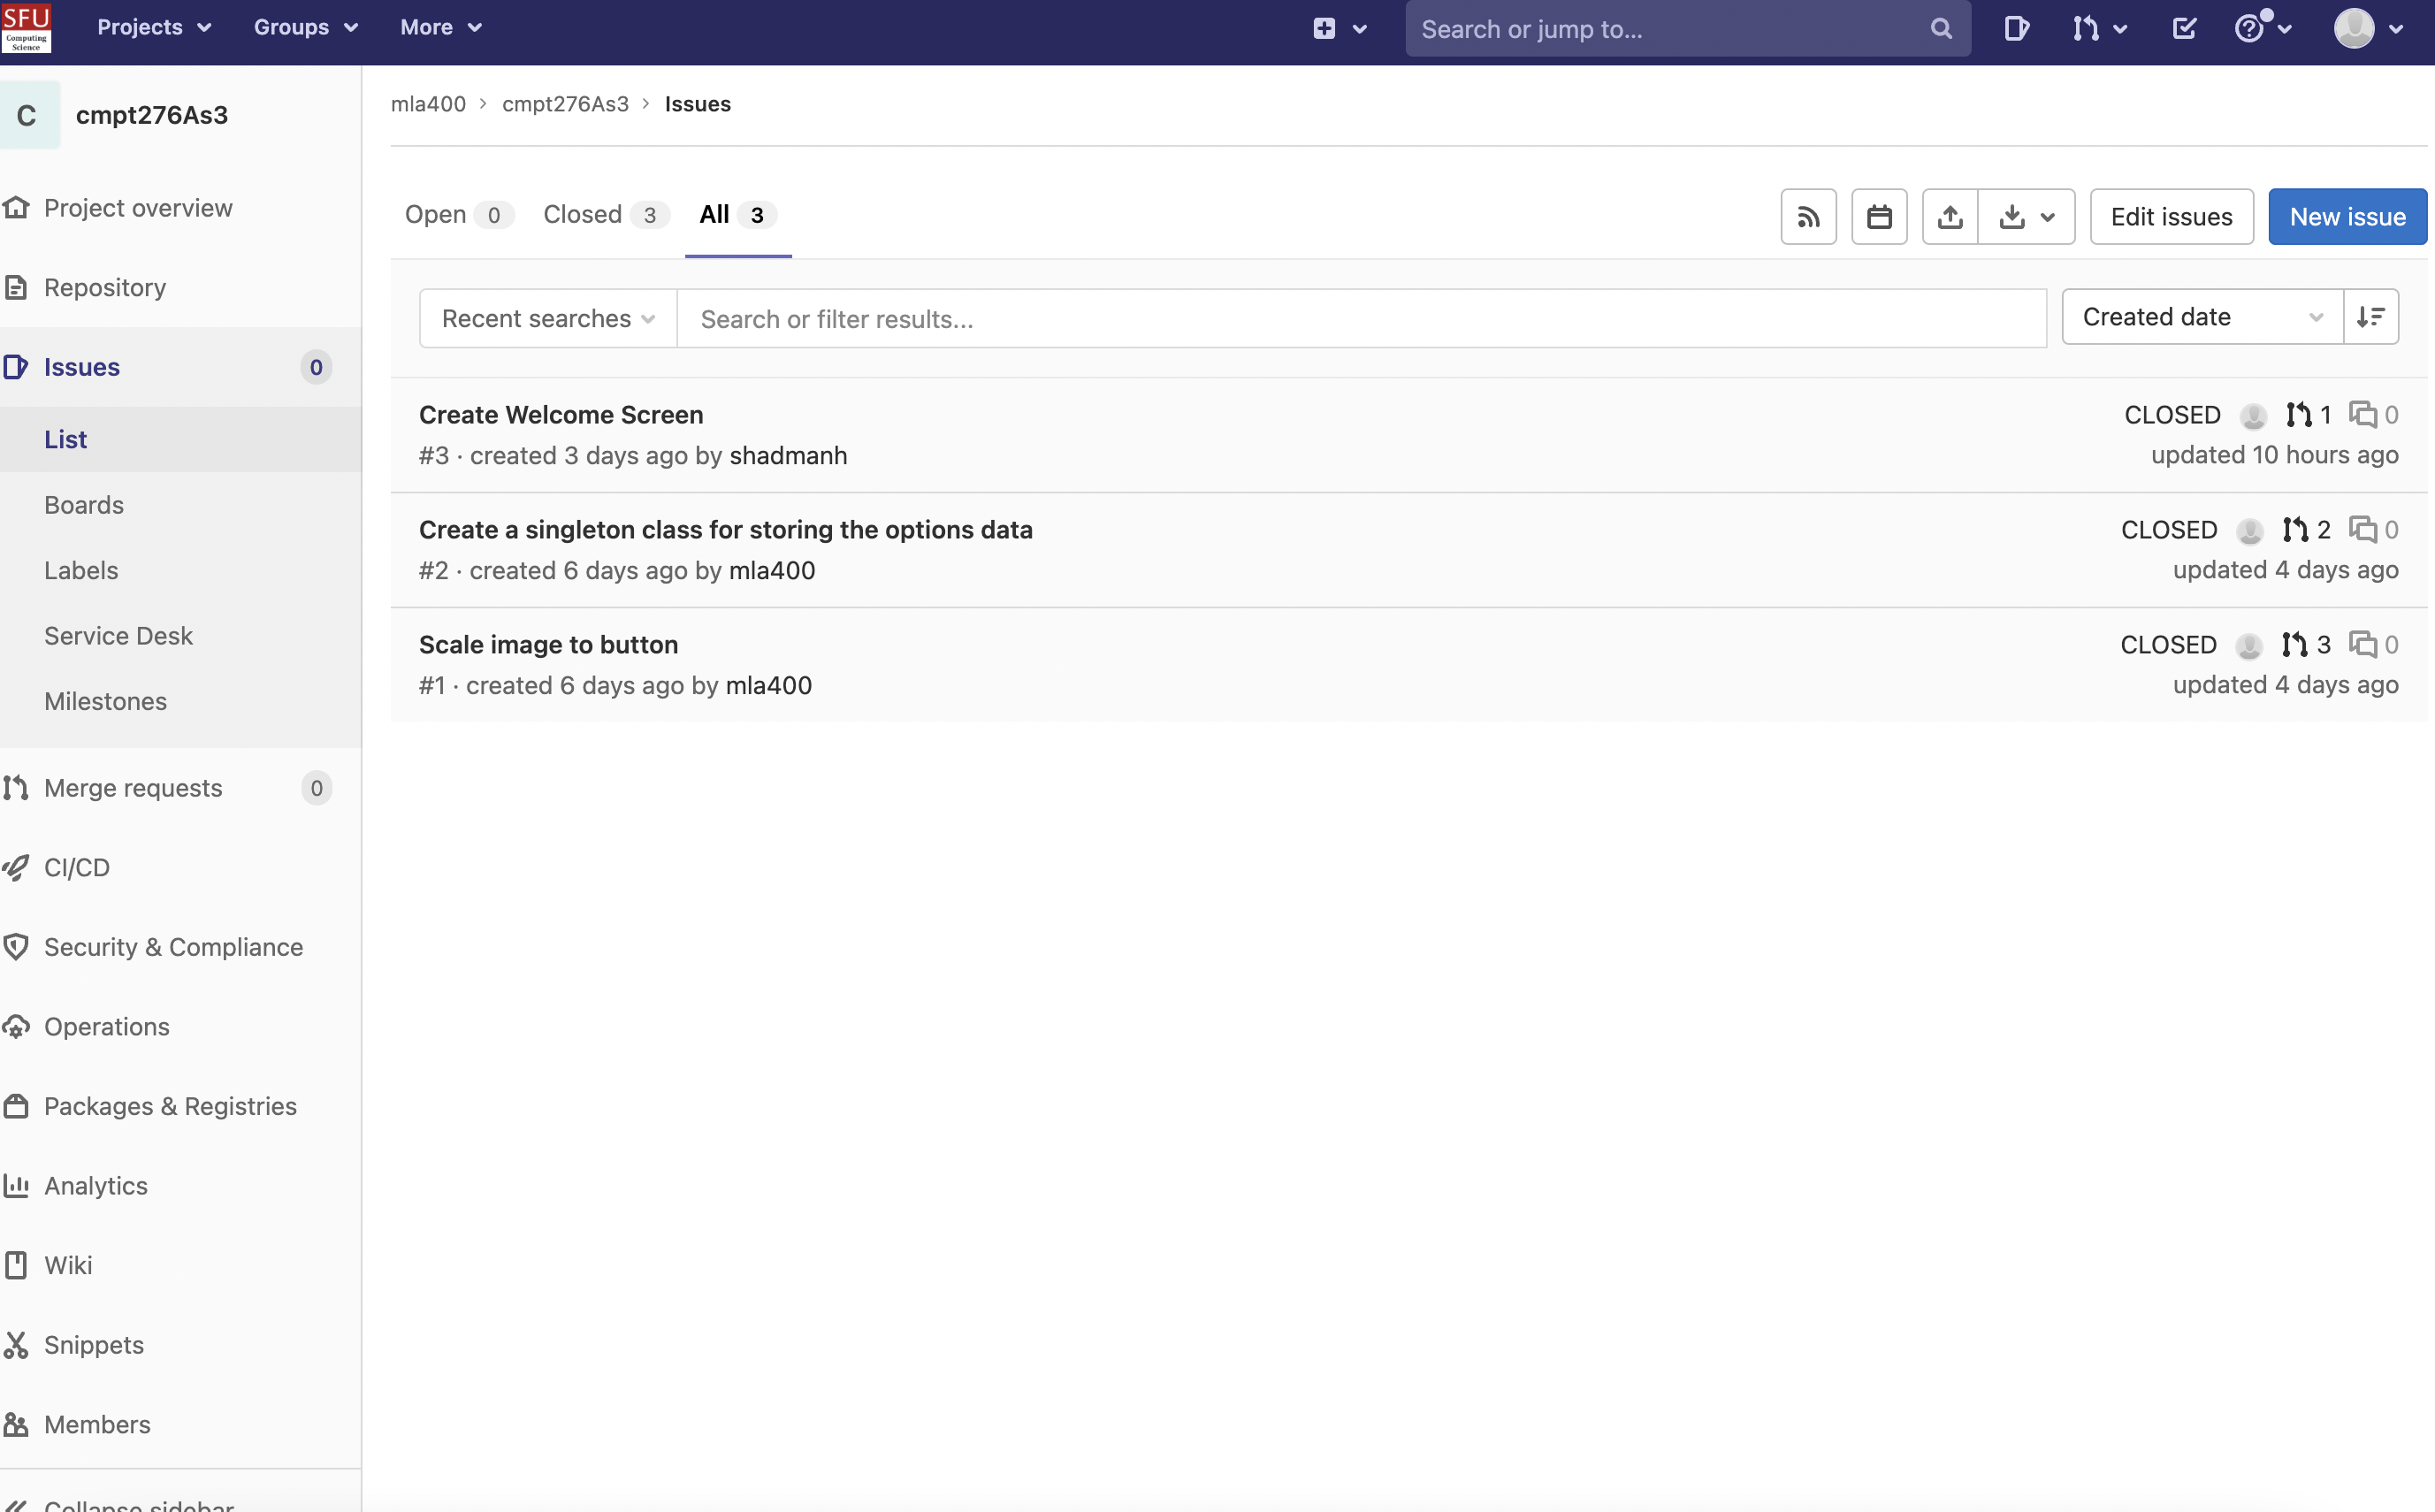 SFU
Computing
Science
Projects
Groups
More
Search or jump to...
C
cmpt276As3
Project overview
Repository
Issues 0
List
Boards
Labels
Service Desk
Milestones
Merge requests 0
CI/CD
Security & Compliance
Operations
Packages & Registries
Analytics
Wiki
Snippets
Members
Collapse sidebar
mla400 > cmpt276As3 > Issues
Open 0 Closed 3 All 3
Edit issues
New issue
Recent searches
Search or filter results...
Created date
Create Welcome Screen
CLOSED 1 0
#3 · created 3 days ago by shadmanh
updated 10 hours ago
Create a singleton class for storing the options data
CLOSED 2 0
#2 · created 6 days ago by mla400
updated 4 days ago
Scale image to button
CLOSED 3 0
#1 · created 6 days ago by mla400
updated 4 days ago